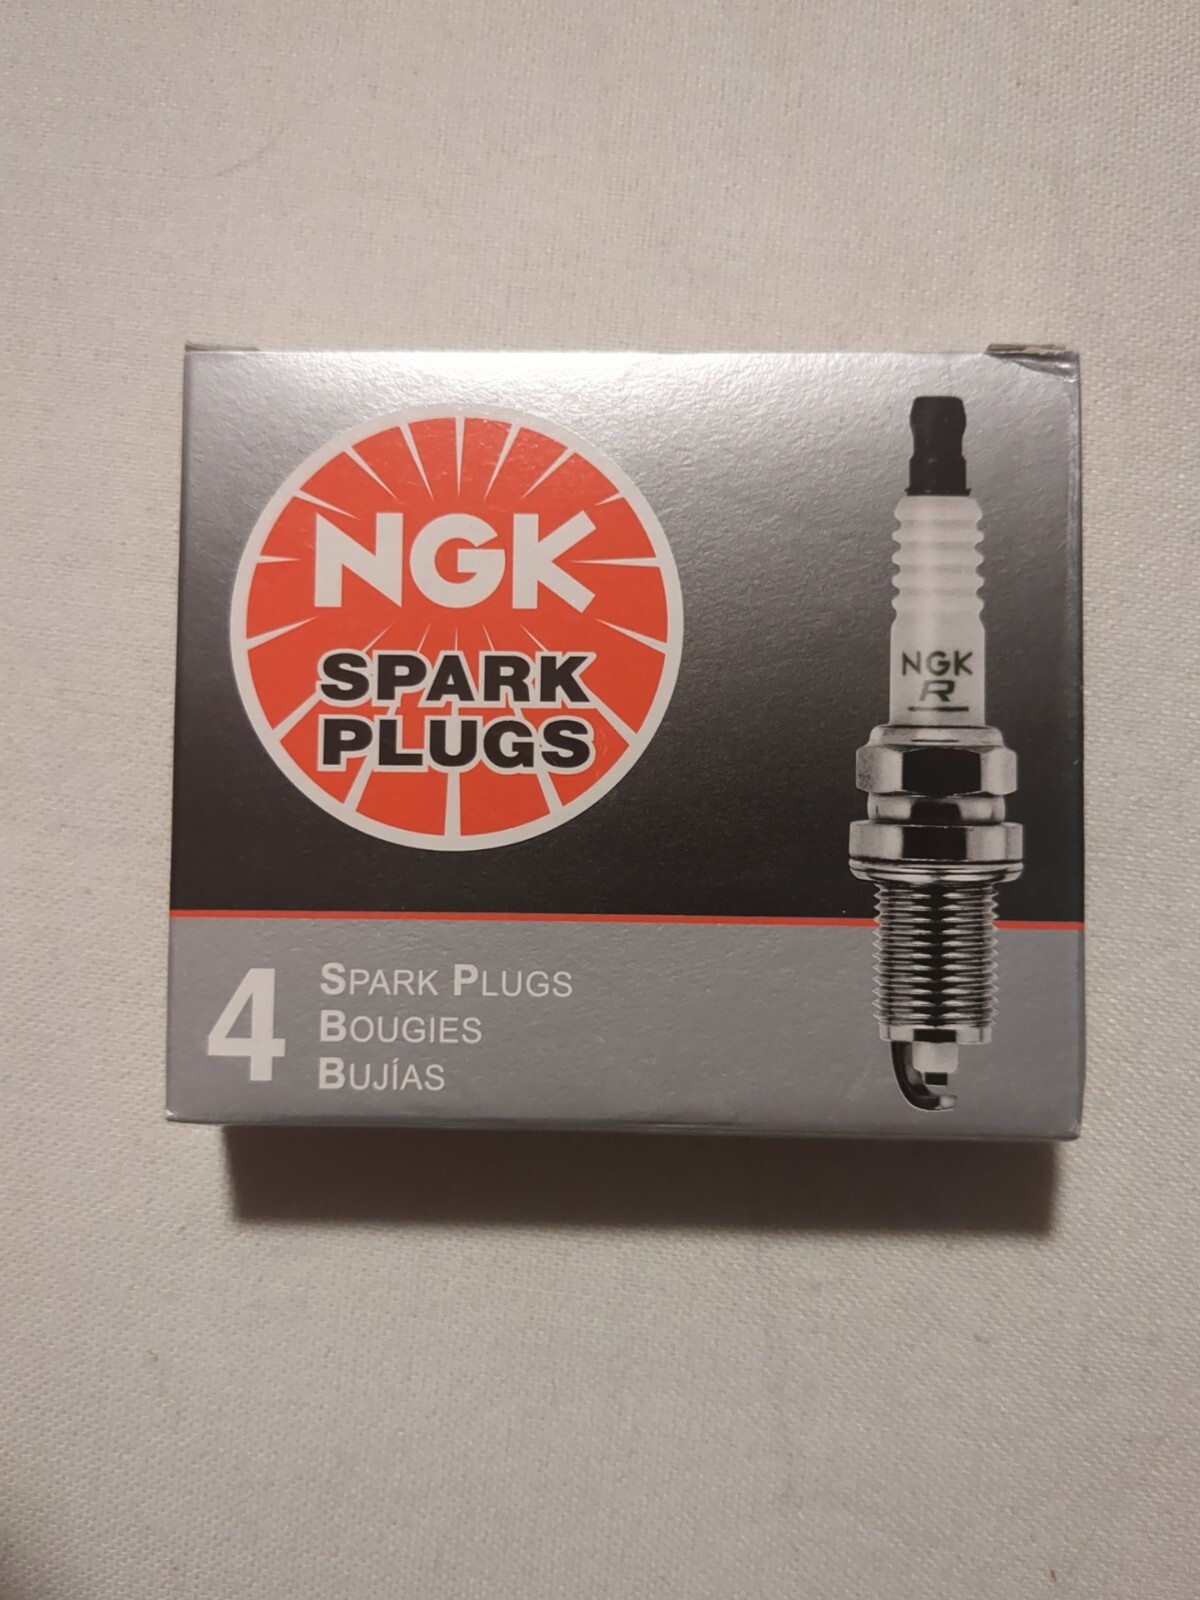 NGK
SPARK
PLUGS
NGK
R
4
SPARK PLUGS
BOUGIES
BUJÍAS